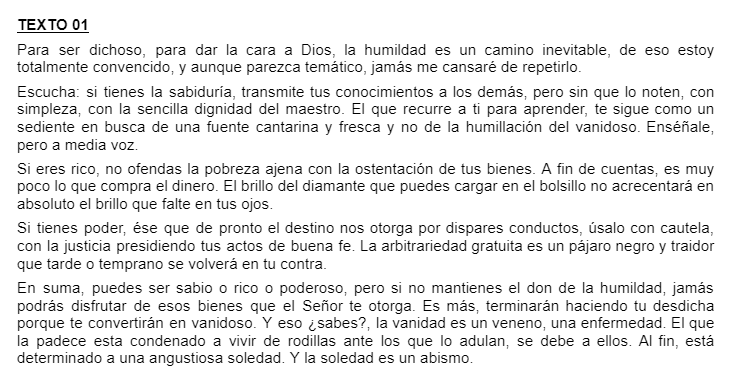 TEXTO 01
Para ser dichoso, para dar la cara a Dios, la humildad es un camino inevitable, de eso estoy
totalmente convencido, y aunque parezca temático, jamás me cansaré de repetirlo.
Escucha: si tienes la sabiduría, transmite tus conocimientos a los demás, pero sin que lo noten, con
simpleza, con la sencilla dignidad del maestro. El que recurre a ti para aprender, te sigue como un
sediente en busca de una fuente cantarina y fresca y no de la humillación del vanidoso. Enséñale,
pero a media voz.
Si eres rico, no ofendas la pobreza ajena con la ostentación de tus bienes. A fin de cuentas, es muy
poco lo que compra el dinero. El brillo del diamante que puedes cargar en el bolsillo no acrecentará en
absoluto el brillo que falte en tus ojos.
Si tienes poder, ése que de pronto el destino nos otorga por dispares conductos, úsalo con cautela,
con la justicia presidiendo tus actos de buena fe. La arbitrariedad gratuita es un pájaro negro y traidor
que tarde o temprano se volverá en tu contra.
En suma, puedes ser sabio o rico o poderoso, pero si no mantienes el don de la humildad, jamás
podrás disfrutar de esos bienes que el Señor te otorga. Es más, terminarán haciendo tu desdicha
porque te convertirán en vanidoso. Y eso ¿sabes?, la vanidad es un veneno, una enfermedad. El que
la padece esta condenado a vivir de rodillas ante los que lo adulan, se debe a ellos. Al fin, está
determinado a una angustiosa soledad. Y la soledad es un abismo.